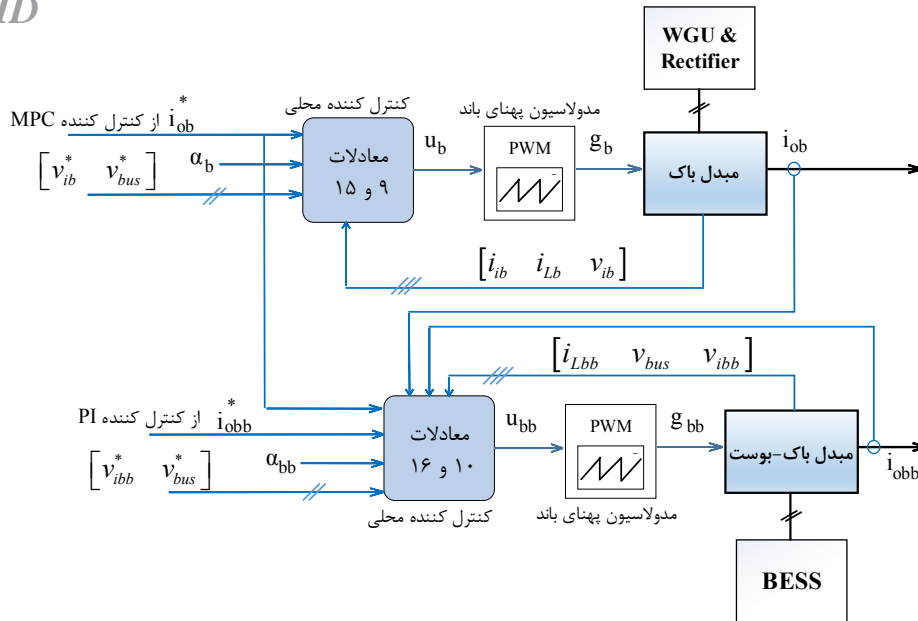 WGU &
Rectifier
کنترل کننده محلی
مدولاسیون پهنای باند
i*ob از کنترل کننده MPC
[v*ib v*bus]
αb
معادلات
۹ و ۱۵
ub
PWM
gb
مبدل باک
iob
[iib iLb vib]
[iLbb vbus vibb]
i*obb از کنترل کننده PI
αbb
[v*ibb v*bus]
معادلات
۱۰ و ۱۶
ubb
PWM
gbb
مبدل باک-بوست
iobb
کنترل کننده محلی
مدولاسیون پهنای باند
BESS